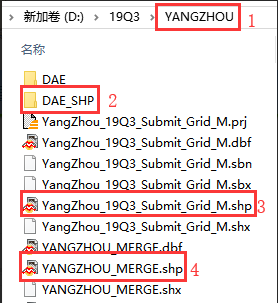 新加卷 (D:) › 19Q3 › YANGZHOU
1
名称
DAE
DAE_SHP
2
YangZhou_19Q3_Submit_Grid_M.prj
YangZhou_19Q3_Submit_Grid_M.dbf
YangZhou_19Q3_Submit_Grid_M.sbn
YangZhou_19Q3_Submit_Grid_M.sbx
YangZhou_19Q3_Submit_Grid_M.shp
3
YangZhou_19Q3_Submit_Grid_M.shx
YANGZHOU_MERGE.dbf
YANGZHOU_MERGE.shp
4
YANGZHOU_MERGE.shx